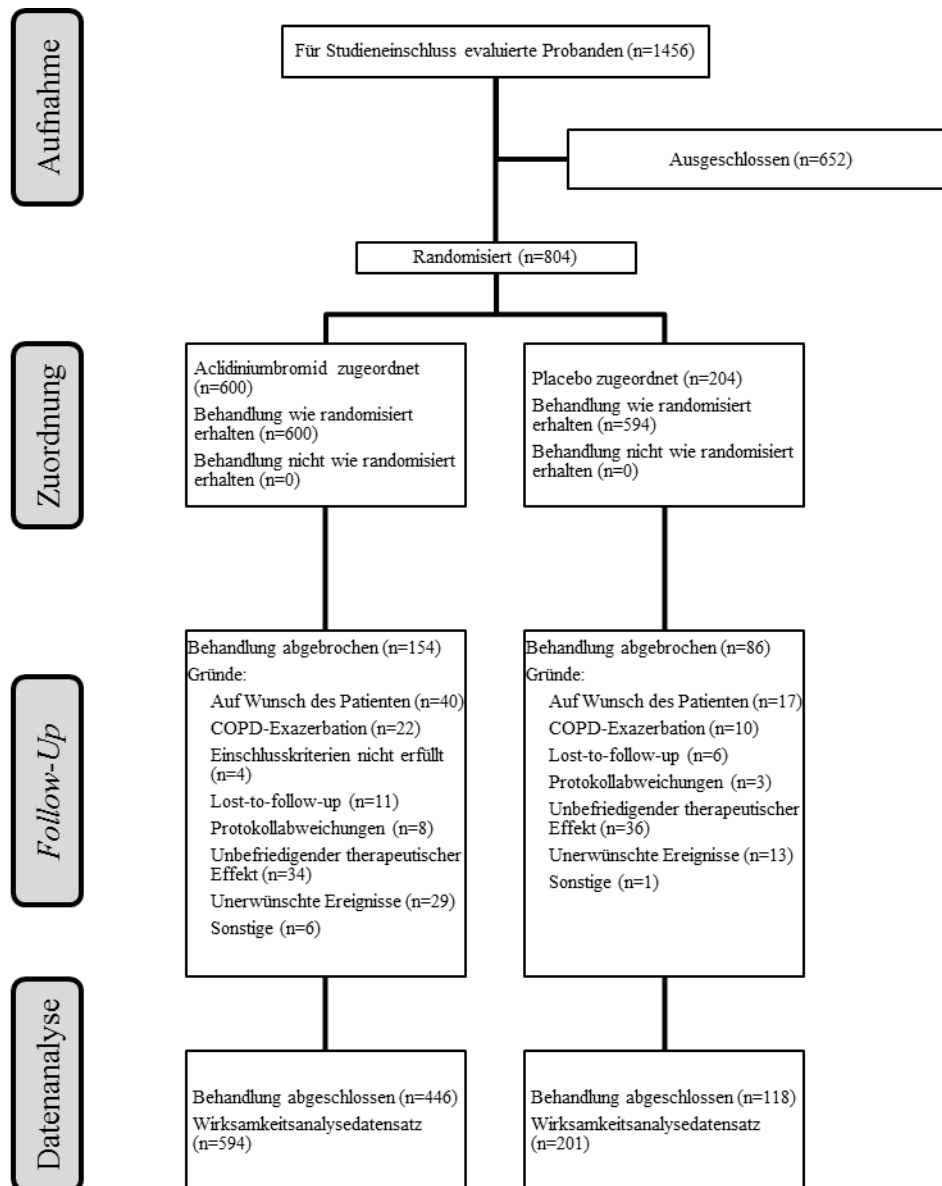 Aufnahme
Für Studieneinschluss evaluierte Probanden (n=1456)
Ausgeschlossen (n=652)
Randomisiert (n=804)
Zuordnung
Aclidiniumbromid zugeordnet
(n=600)
Behandlung wie randomisiert
erhalten (n=600)
Behandlung nicht wie randomisiert
erhalten (n=0)
Placebo zugeordnet (n=204)
Behandlung wie randomisiert
erhalten (n=594)
Behandlung nicht wie randomisiert
erhalten (n=0)
Follow-Up
Behandlung abgebrochen (n=154)
Gründe:
Auf Wunsch des Patienten (n=40)
COPD-Exazerbation (n=22)
Einschlusskriterien nicht erfüllt
(n=4)
Lost-to-follow-up (n=11)
Protokollabweichungen (n=8)
Unbefriedigender therapeutischer
Effekt (n=34)
Unerwünschte Ereignisse (n=29)
Sonstige (n=6)
Behandlung abgebrochen (n=86)
Gründe:
Auf Wunsch des Patienten (n=17)
COPD-Exazerbation (n=10)
Lost-to-follow-up (n=6)
Protokollabweichungen (n=3)
Unbefriedigender therapeutischer
Effekt (n=36)
Unerwünschte Ereignisse (n=13)
Sonstige (n=1)
Datenanalyse
Behandlung abgeschlossen (n=446)
Wirksamkeitsanalysedatensatz
(n=594)
Behandlung abgeschlossen (n=118)
Wirksamkeitsanalysedatensatz
(n=201)